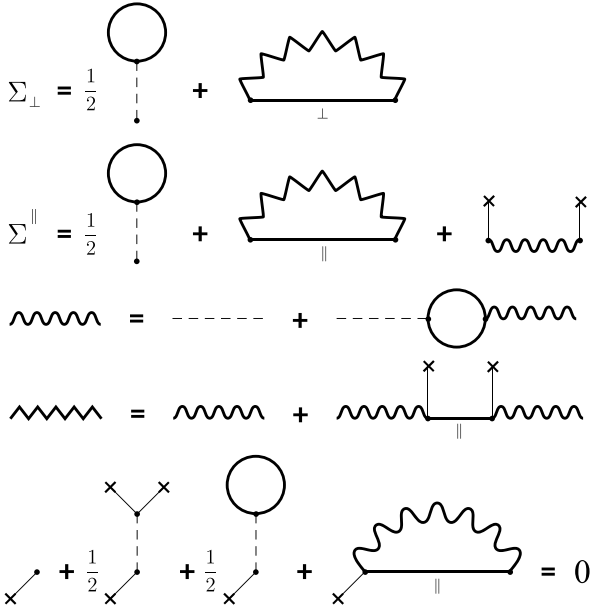 Σ⊥ = 1/2 + ⊥
Σ∥ = 1/2 + ∥ +
= +
= + ∥
+ 1/2 + 1/2 + ∥ = 0